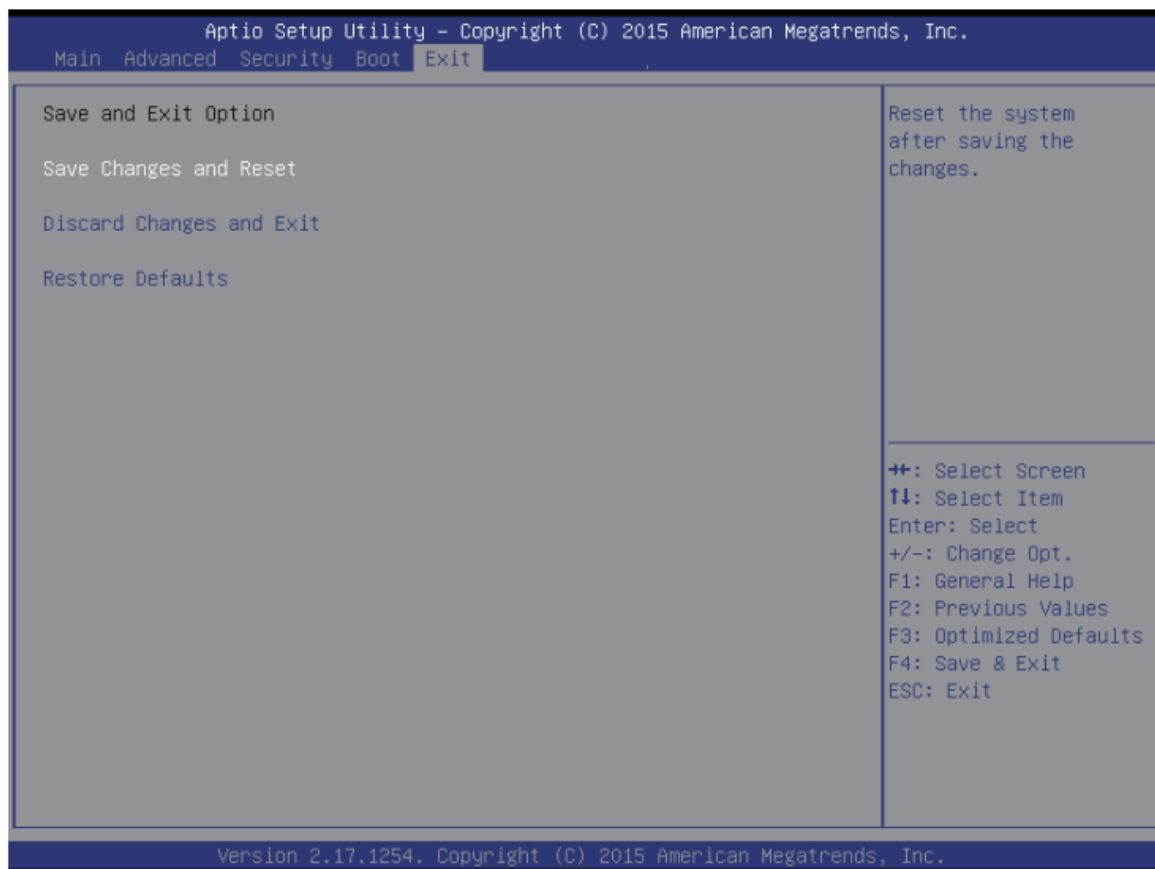 Aptio Setup Utility – Copyright (C) 2015 American Megatrends, Inc.
Main Advanced Security Boot Exit
Save and Exit Option
Save Changes and Reset
Discard Changes and Exit
Restore Defaults
Reset the system
after saving the
changes.
→←: Select Screen
↑↓: Select Item
Enter: Select
+/-: Change Opt.
F1: General Help
F2: Previous Values
F3: Optimized Defaults
F4: Save & Exit
ESC: Exit
Version 2.17.1254. Copyright (C) 2015 American Megatrends, Inc.